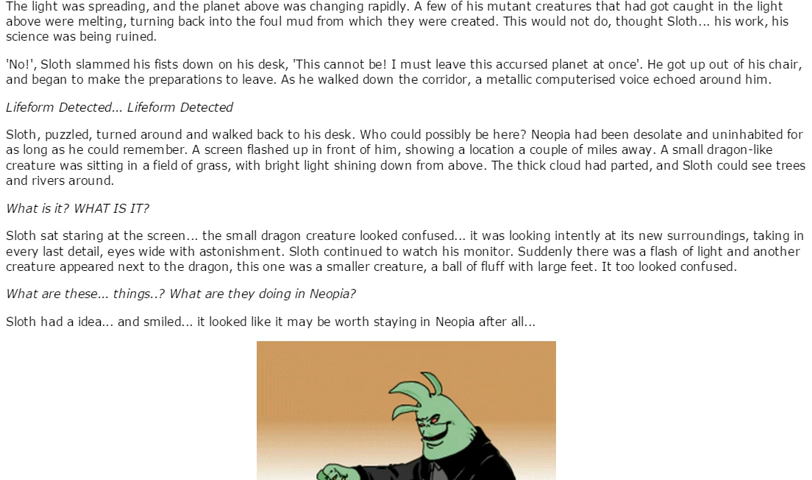 The light was spreading, and the planet above was changing rapidly. A few of his mutant creatures that had got caught in the light
above were melting, turning back into the foul mud from which they were created. This would not do, thought Sloth... his work, his
science was being ruined.
'No!', Sloth slammed his fists down on his desk, 'This cannot be! I must leave this accursed planet at once'. He got up out of his chair,
and began to make the preparations to leave. As he walked down the corridor, a metallic computerised voice echoed around him.
Lifeform Detected... Lifeform Detected
Sloth, puzzled, turned around and walked back to his desk. Who could possibly be here? Neopia had been desolate and uninhabited for
as long as he could remember. A screen flashed up in front of him, showing a location a couple of miles away. A small dragon-like
creature was sitting in a field of grass, with bright light shining down from above. The thick cloud had parted, and Sloth could see trees
and rivers around.
What is it? WHAT IS IT?
Sloth sat staring at the screen... the small dragon creature looked confused... it was looking intently at its new surroundings, taking in
every last detail, eyes wide with astonishment. Sloth continued to watch his monitor. Suddenly there was a flash of light and another
creature appeared next to the dragon, this one was a smaller creature, a ball of fluff with large feet. It too looked confused.
What are these... things..? What are they doing in Neopia?
Sloth had a idea... and smiled... it looked like it may be worth staying in Neopia after all...